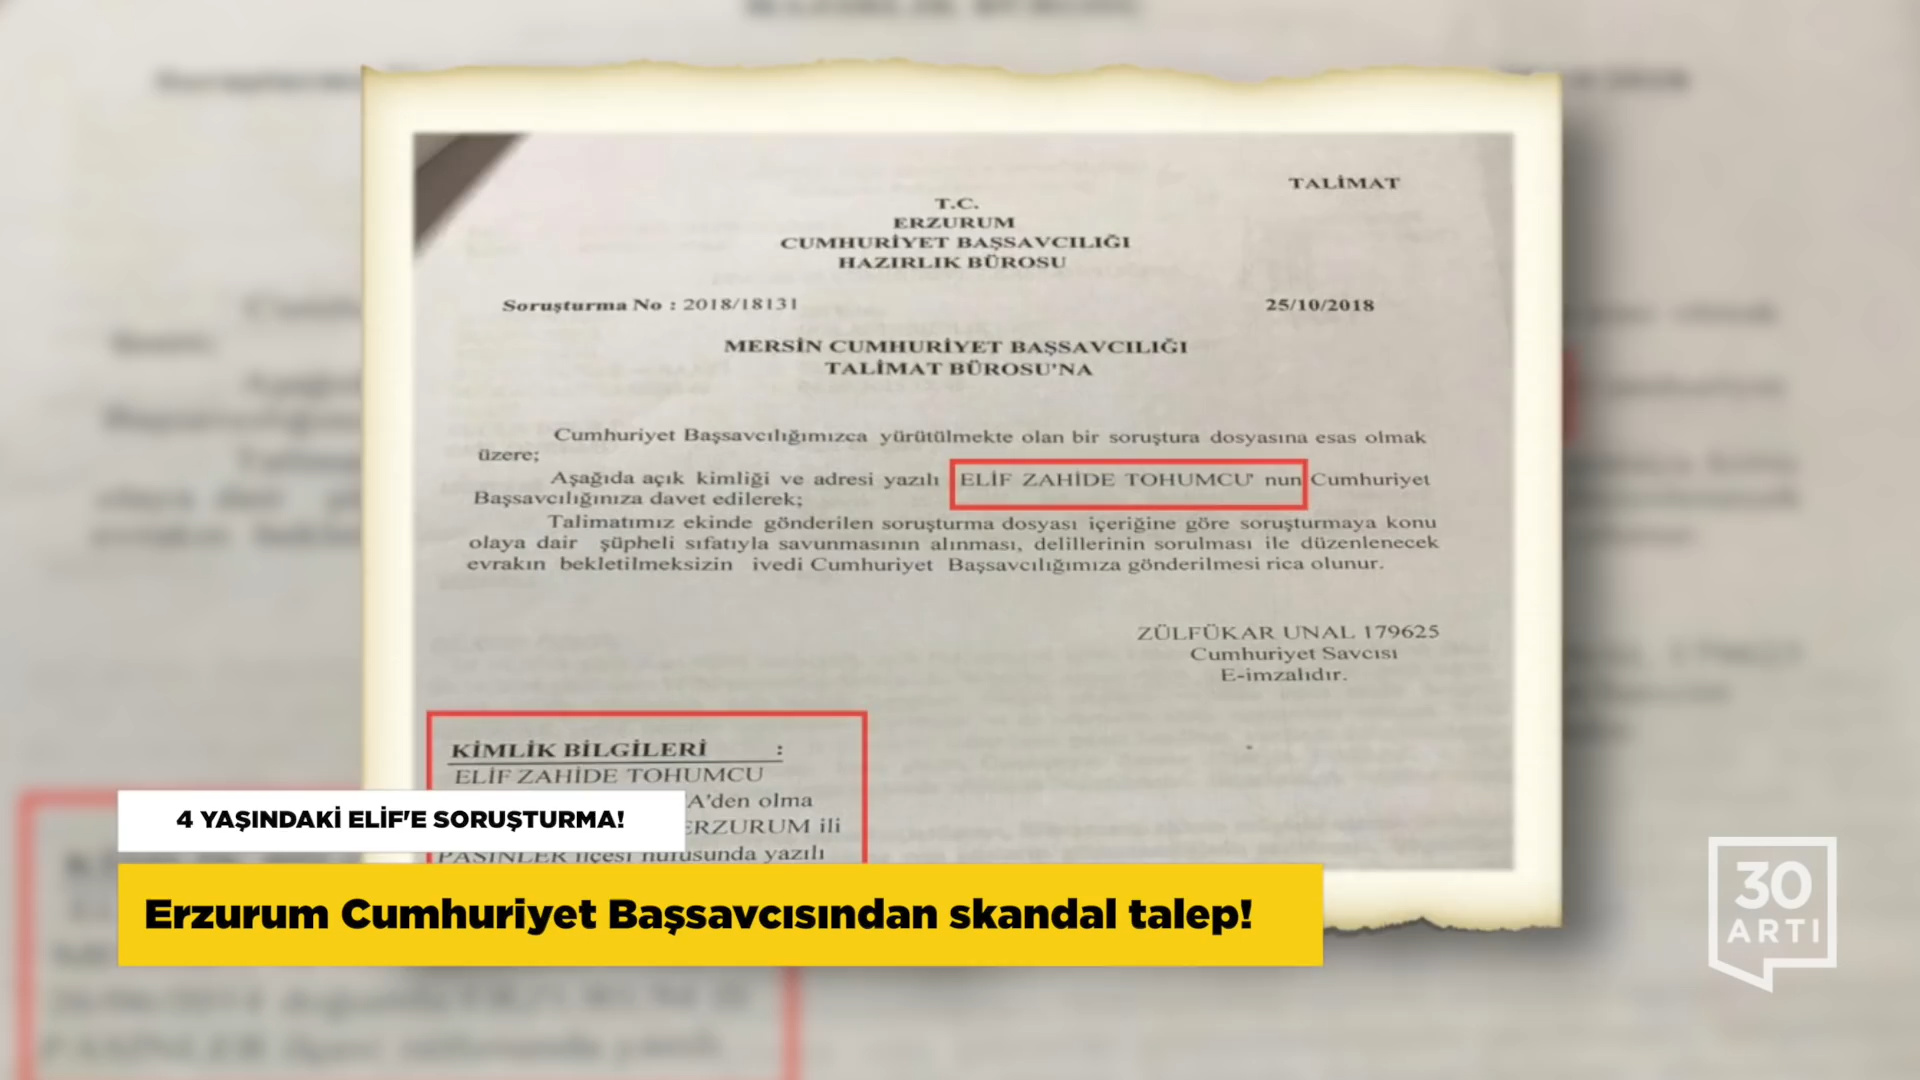 TALİMAT
T.C.
ERZURUM
CUMHURİYET BAŞSAVCILIĞI
HAZIRLIK BÜROSU
Soruşturma No : 2018/18131 25/10/2018
MERSİN CUMHURİYET BAŞSAVCILIĞI
TALİMAT BÜROSU'NA
Cumhuriyet Başsavcılığımızca yürütülmekte olan bir soruştura dosyasına esas olmak
üzere;
Aşağıda açık kimliği ve adresi yazılı ELİF ZAHİDE TOHUMCU' nun Cumhuriyet
Başsavcılığınıza davet edilerek;
Talimatımız ekinde gönderilen soruşturma dosyası içeriğine göre soruşturmaya konu
olaya dair şüpheli sıfatıyla savunmasının alınması, delillerinin sorulması ile düzenlenecek
evrakın bekletilmeksizin ivedi Cumhuriyet Başsavcılığımıza gönderilmesi rica olunur.
ZÜLFÜKAR UNAL 179625
Cumhuriyet Savcısı
E-imzalıdır.
KİMLİK BİLGİLERİ :
ELİF ZAHİDE TOHUMCU
A'den olma
ERZURUM ili
PASİNLER ilçesi nüfusunda yazılı
4 YAŞINDAKİ ELİF'E SORUŞTURMA!
Erzurum Cumhuriyet Başsavcısından skandal talep!
30
ARTI